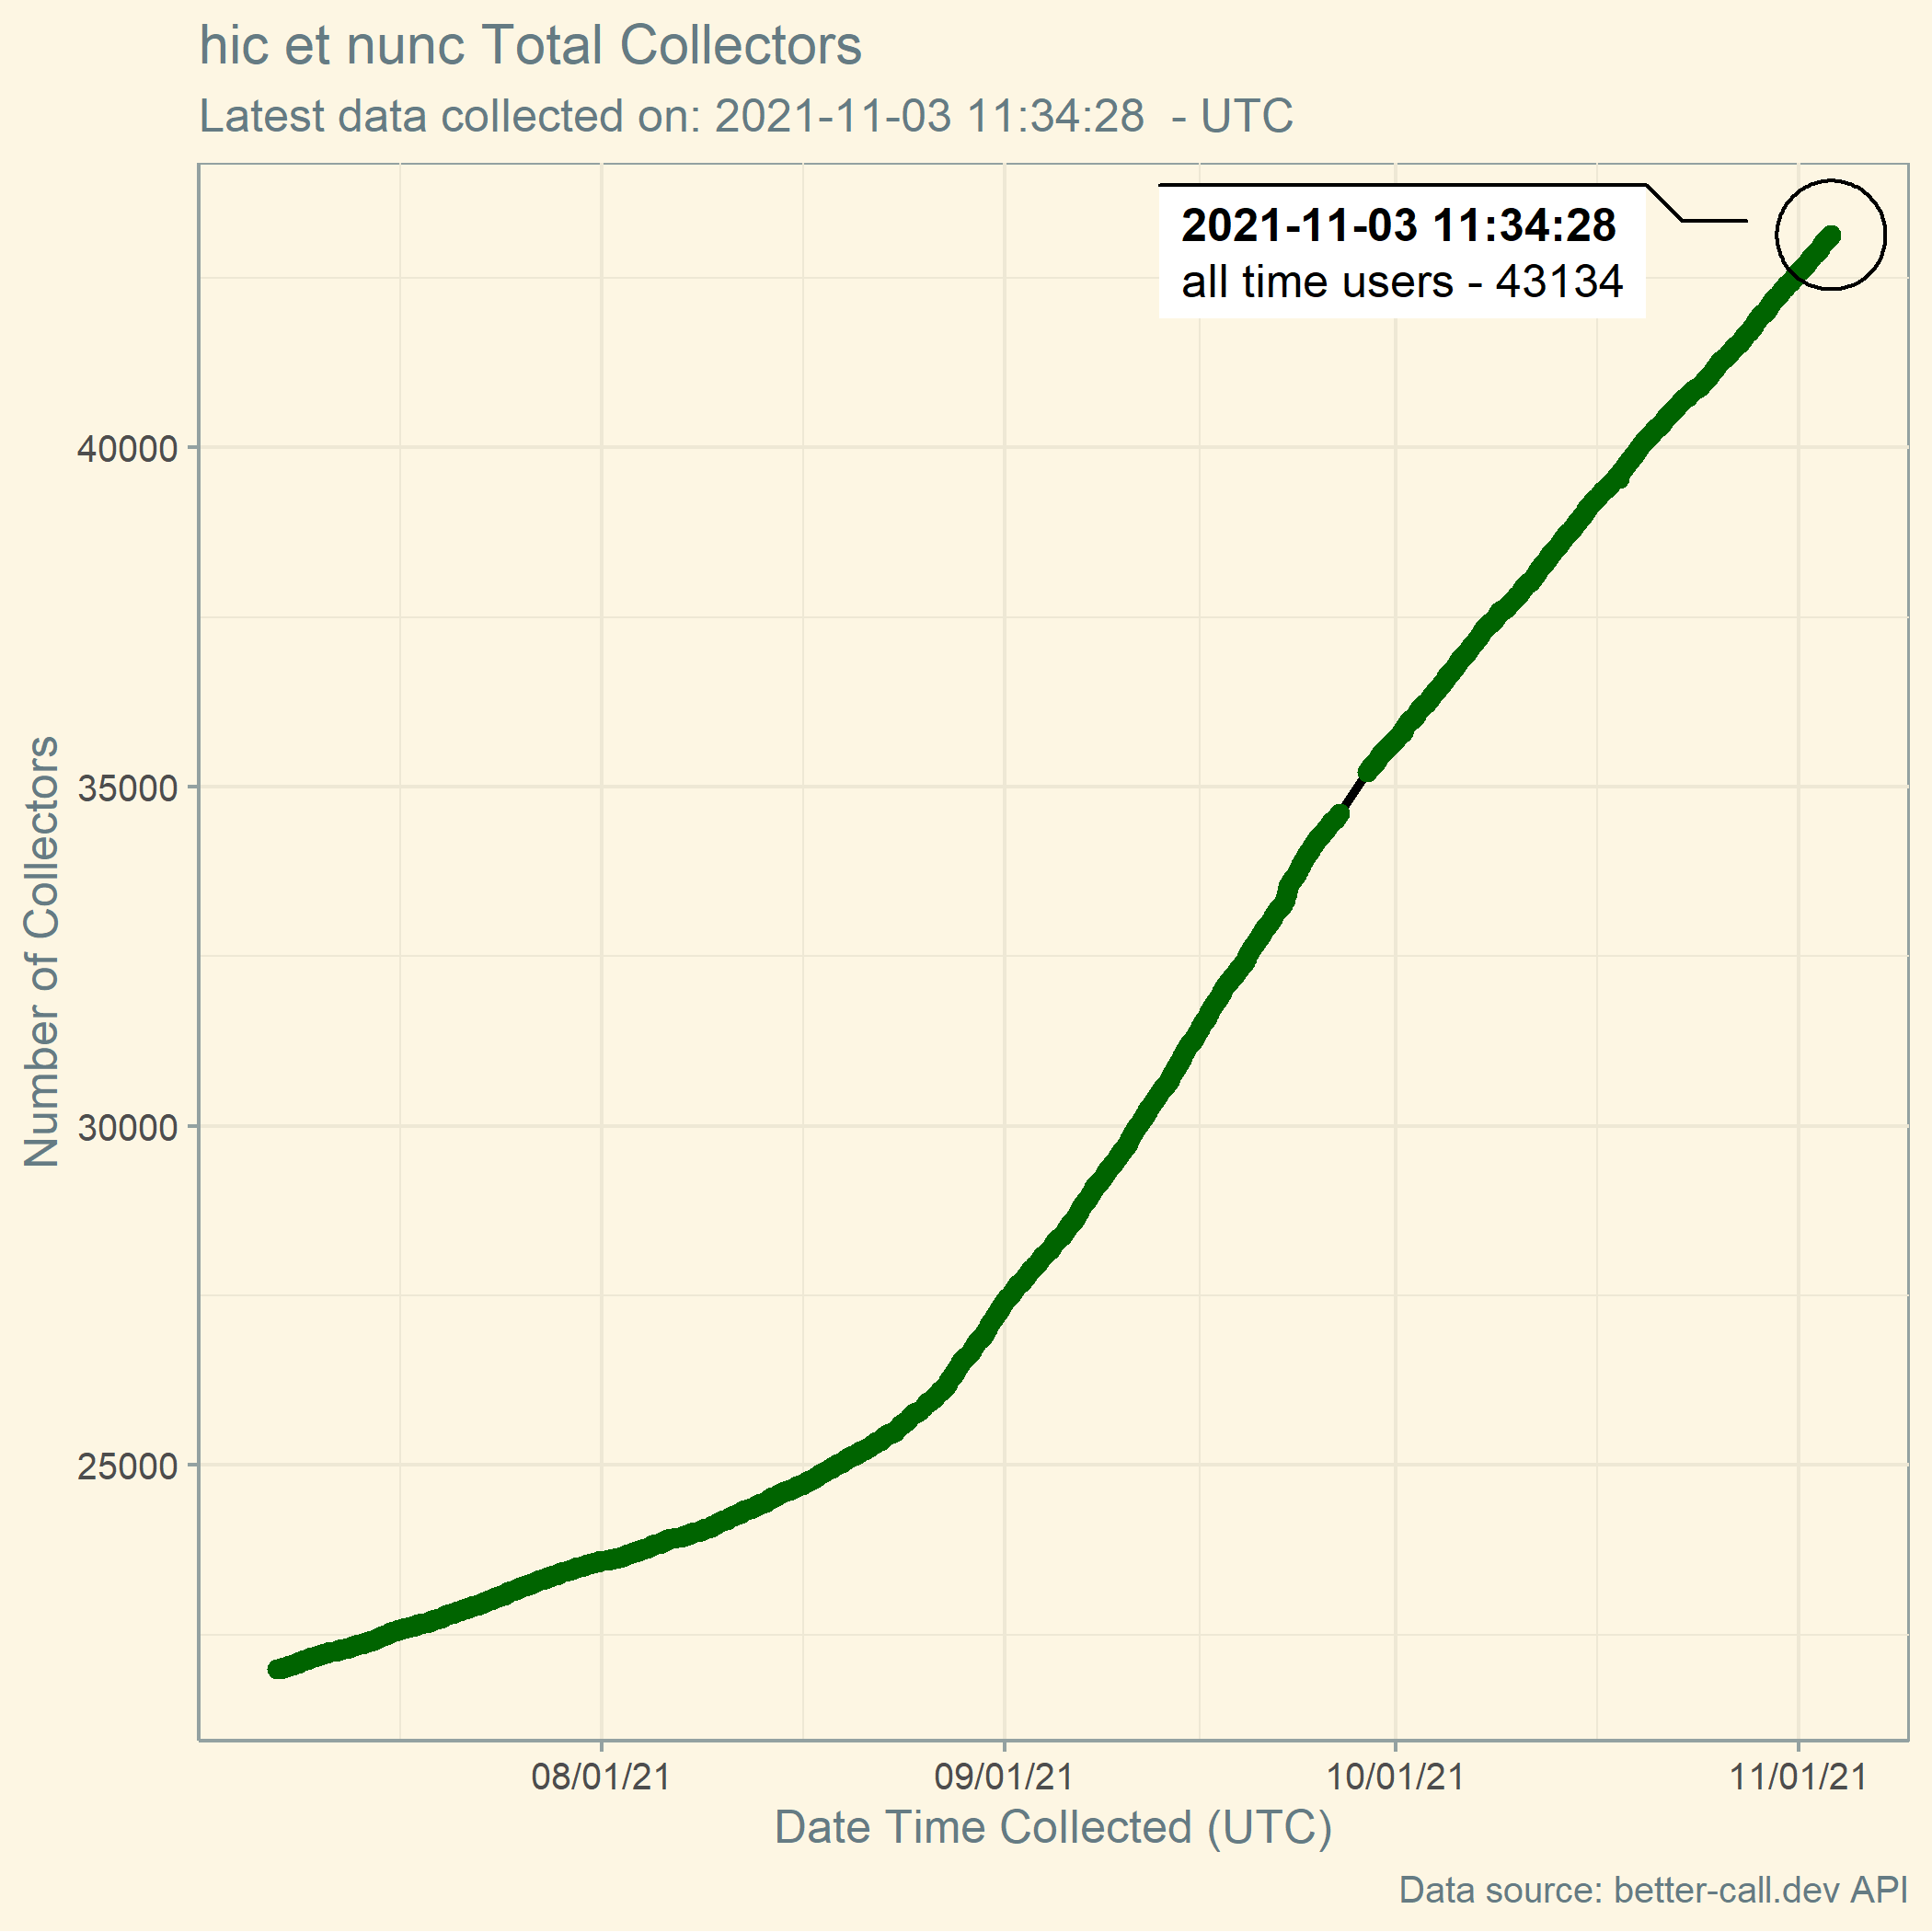 hic et nunc Total Collectors
Latest data collected on: 2021-11-03 11:34:28  - UTC
2021-11-03 11:34:28
all time users - 43134
Number of Collectors
40000
35000
30000
25000
08/01/21
09/01/21
10/01/21
11/01/21
Date Time Collected (UTC)
Data source: better-call.dev API